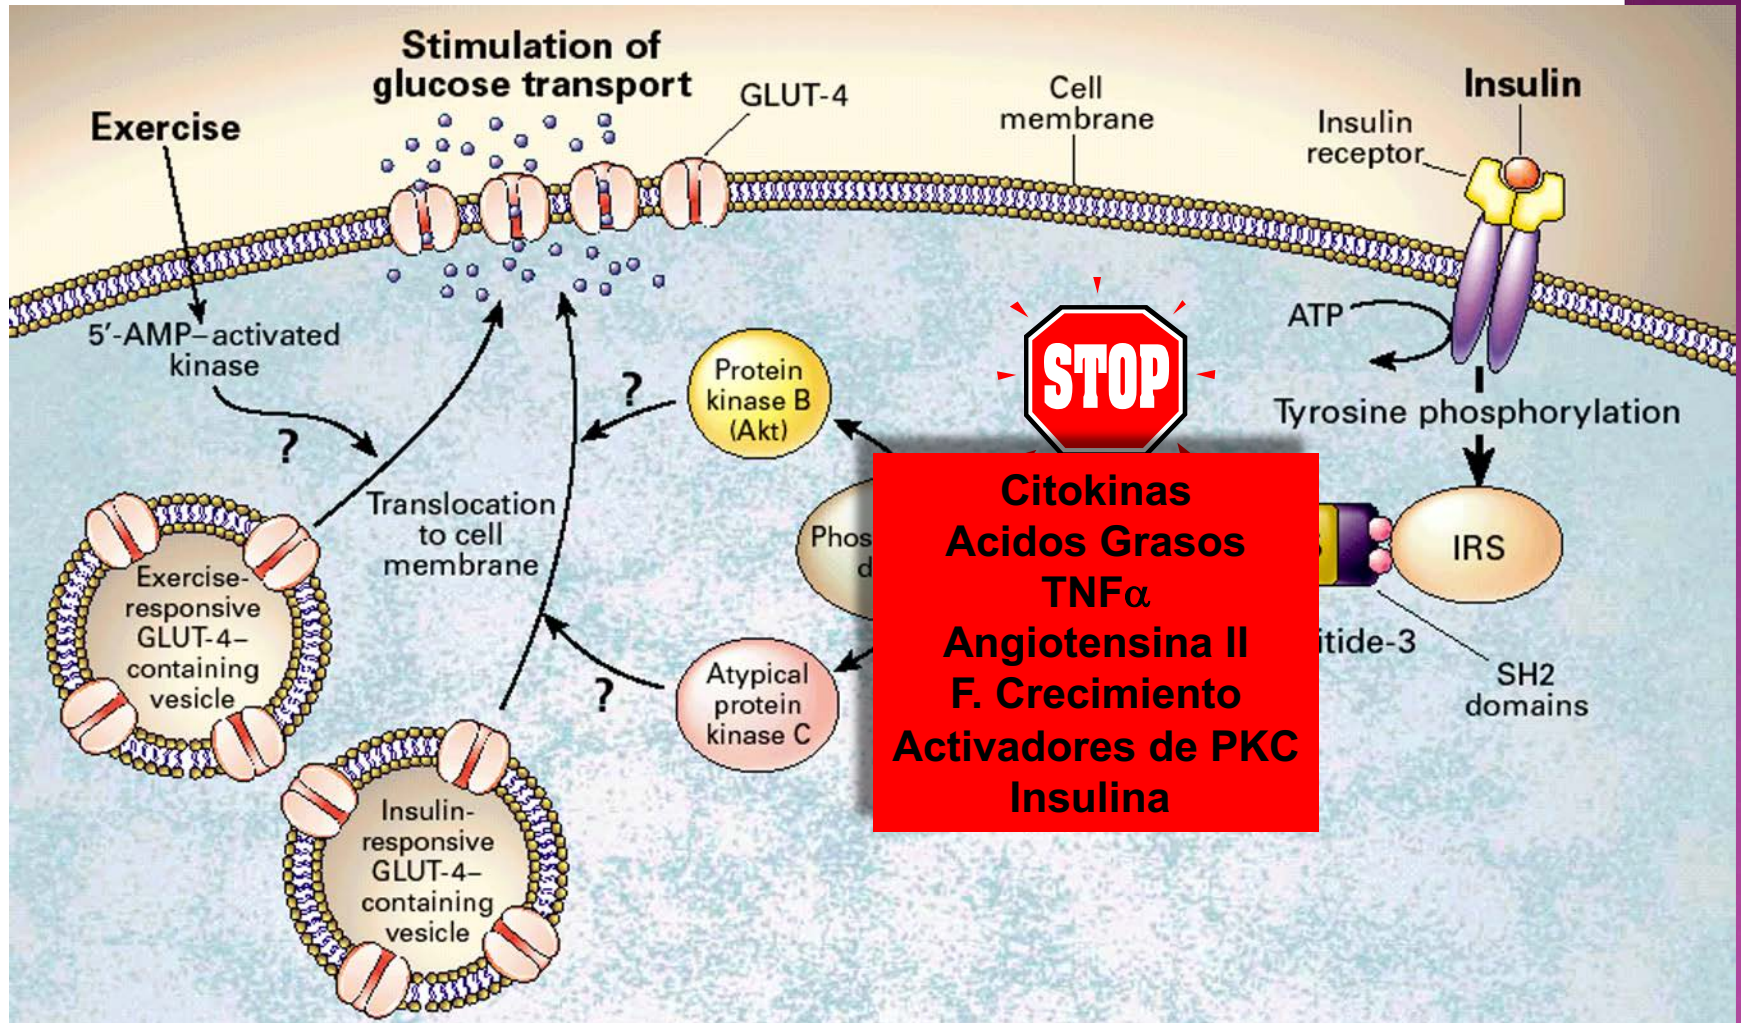 Stimulation of
glucose transport
Exercise
GLUT-4
Cell
membrane
Insulin
Insulin
receptor
5′-AMP–activated
kinase
?
ATP
STOP
Tyrosine phosphorylation
Protein
kinase B
(Akt)
?
Translocation
to cell
membrane
Citokinas
Acidos Grasos
TNFα
Angiotensina II
F. Crecimiento
Activadores de PKC
Insulina
IRS
SH2
domains
Atypical
protein
kinase C
?
Exercise-
responsive
GLUT-4–
containing
vesicle
Insulin-
responsive
GLUT-4–
containing
vesicle